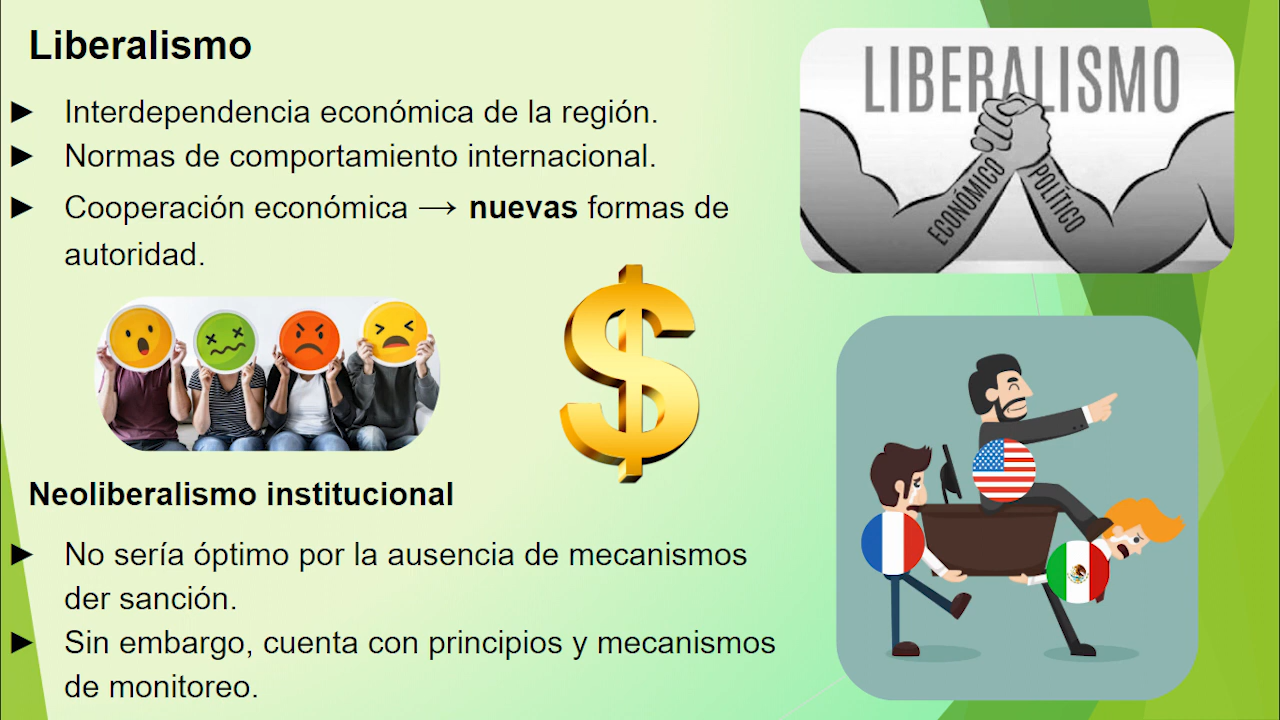 Liberalismo
► Interdependencia económica de la región.
► Normas de comportamiento internacional.
► Cooperación económica → nuevas formas de
autoridad.
LIBERALISMO
ECONÓMICO
POLÍTICO
$
Neoliberalismo institucional
► No sería óptimo por la ausencia de mecanismos
der sanción.
► Sin embargo, cuenta con principios y mecanismos
de monitoreo.